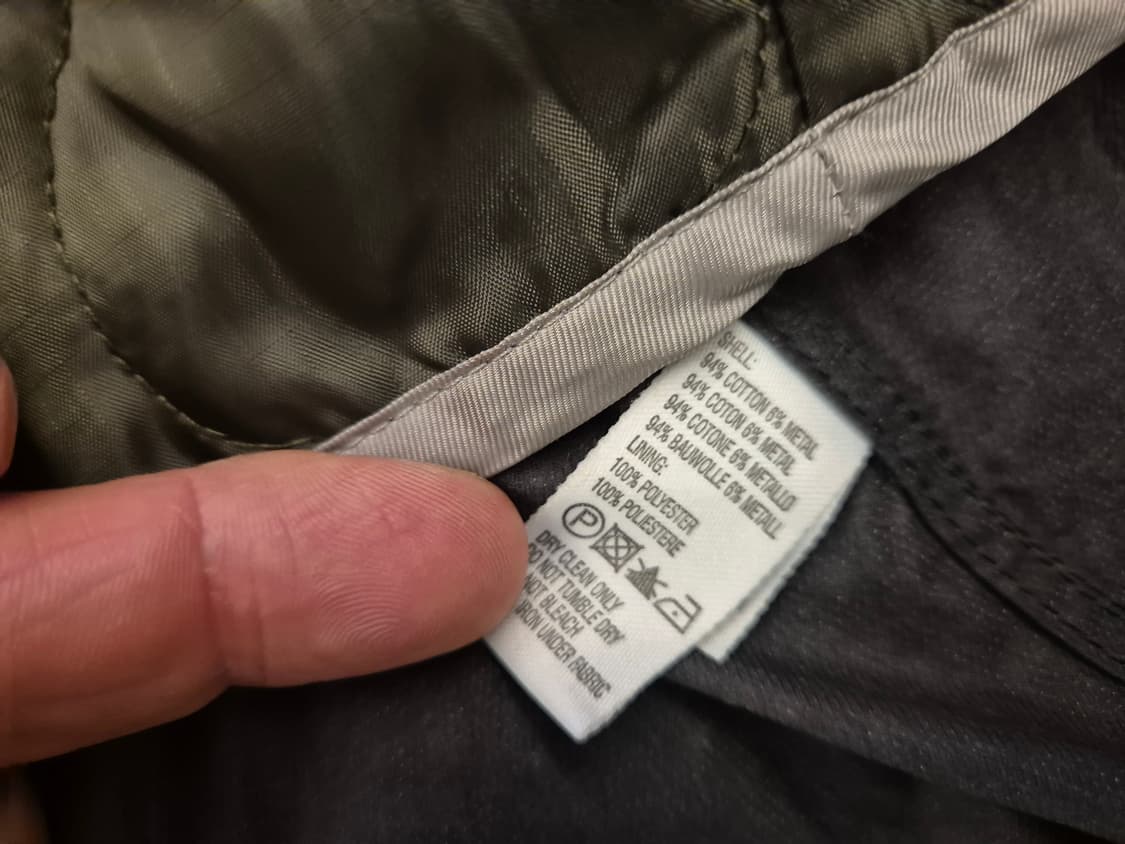 SHELL:
94% COTTON 6% METAL
94% COTON 6% METAL
94% COTONE 6% METALLO
94% BAUWOLLE 6% METALL
LINING:
100% POLYESTER
100% POLIESTERE
P
DRY CLEAN ONLY
DO NOT TUMBLE DRY
NOT BLEACH
IRON UNDER FABRIC